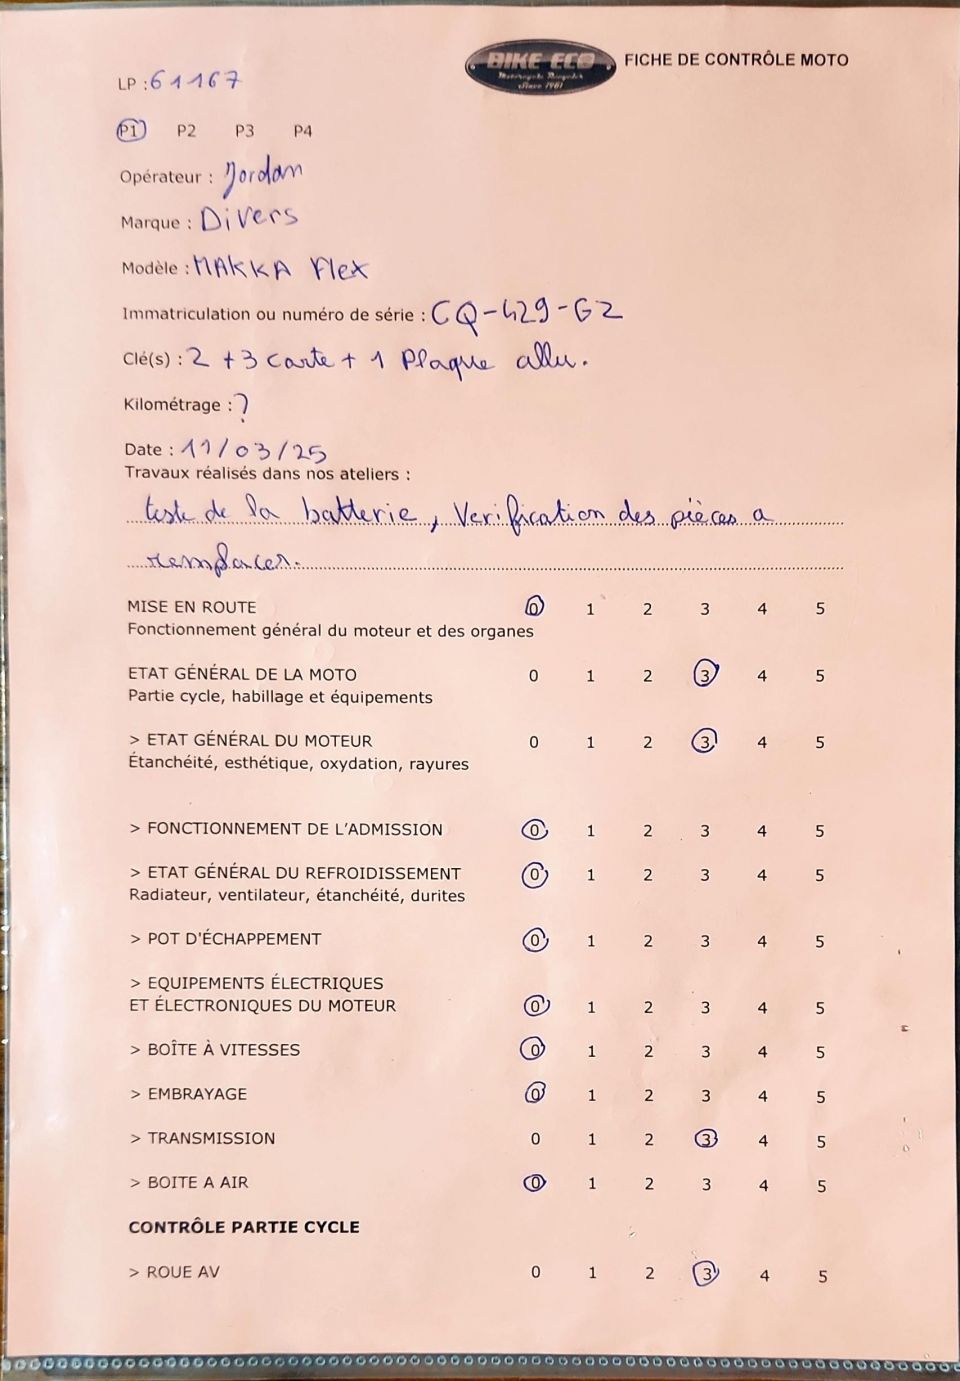 BIKE ECO
Motorcycle Recycler
Since 1981
FICHE DE CONTRÔLE MOTO
LP : 61167
P1 P2 P3 P4
Opérateur : Jordan
Marque : Divers
Modèle : MAKKA Flex
Immatriculation ou numéro de série : CQ-429-GZ
Clé(s) : 2 + 3 carte + 1 Plaque allu.
Kilométrage : ?
Date : 11/03/25
Travaux réalisés dans nos ateliers :
teste de la batterie, Verification des pièces a
remplacer.
MISE EN ROUTE 0 1 2 3 4 5
Fonctionnement général du moteur et des organes
ETAT GÉNÉRAL DE LA MOTO 0 1 2 3 4 5
Partie cycle, habillage et équipements
> ETAT GÉNÉRAL DU MOTEUR 0 1 2 3 4 5
Étanchéité, esthétique, oxydation, rayures
> FONCTIONNEMENT DE L'ADMISSION 0 1 2 3 4 5
> ETAT GÉNÉRAL DU REFROIDISSEMENT 0 1 2 3 4 5
Radiateur, ventilateur, étanchéité, durites
> POT D'ÉCHAPPEMENT 0 1 2 3 4 5
> EQUIPEMENTS ÉLECTRIQUES
ET ÉLECTRONIQUES DU MOTEUR 0 1 2 3 4 5
> BOÎTE À VITESSES 0 1 2 3 4 5
> EMBRAYAGE 0 1 2 3 4 5
> TRANSMISSION 0 1 2 3 4 5
> BOITE A AIR 0 1 2 3 4 5
CONTRÔLE PARTIE CYCLE
> ROUE AV 0 1 2 3 4 5